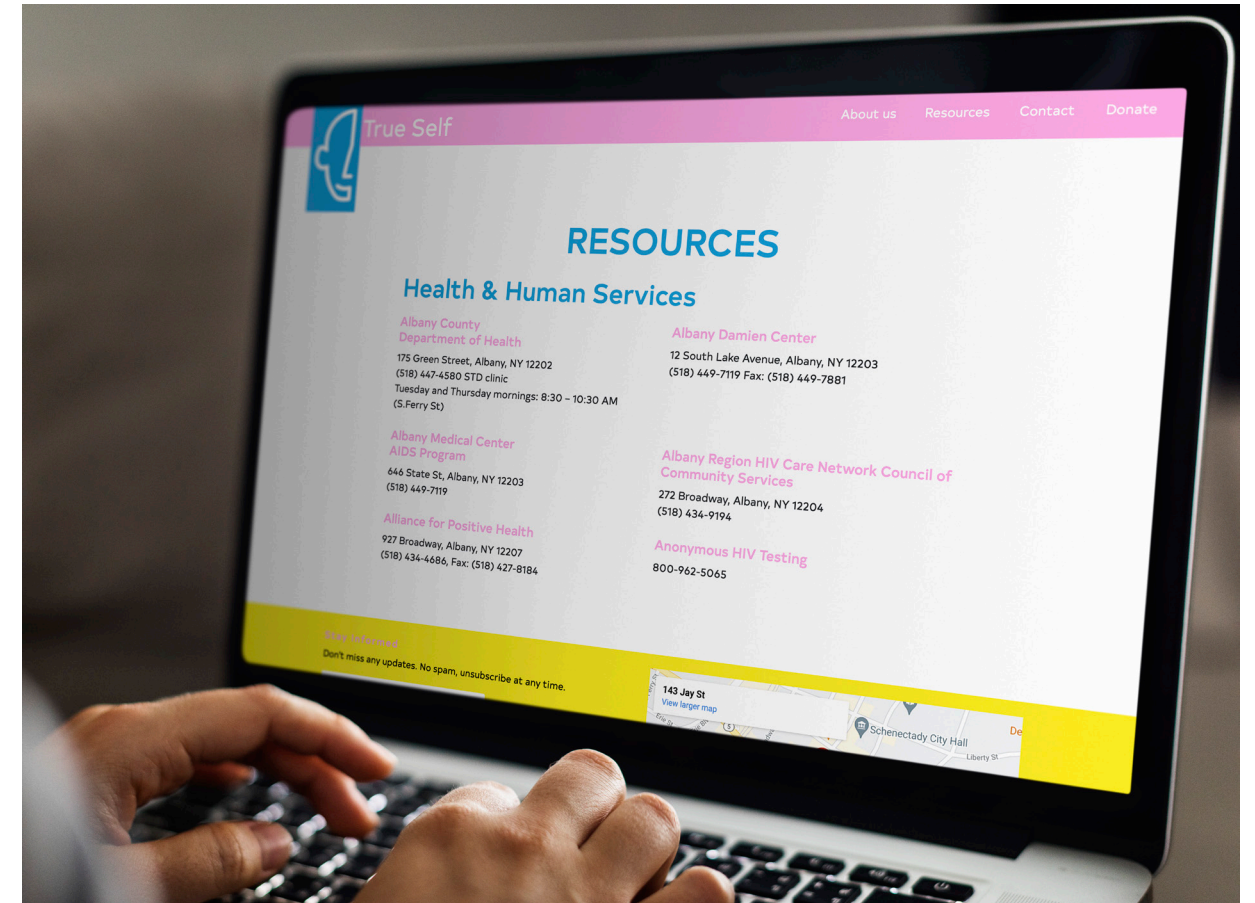 True Self
About us
Resources
Contact
Donate
RESOURCES
Health & Human Services
Albany County
Department of Health
175 Green Street, Albany, NY 12202
(518) 447-4580 STD clinic
Tuesday and Thursday mornings: 8:30 – 10:30 AM
(S.Ferry St)
Albany Damien Center
12 South Lake Avenue, Albany, NY 12203
(518) 449-7119 Fax: (518) 449-7881
Albany Medical Center
AIDS Program
646 State St, Albany, NY 12203
(518) 449-7119
Albany Region HIV Care Network Council of
Community Services
272 Broadway, Albany, NY 12204
(518) 434-9194
Alliance for Positive Health
927 Broadway, Albany, NY 12207
(518) 434-4686, Fax: (518) 427-8184
Anonymous HIV Testing
800-962-5065
Stay Informed
Don't miss any updates. No spam, unsubscribe at any time.
143 Jay St
View larger map
Schenectady City Hall
Liberty St
De
Erie St
5